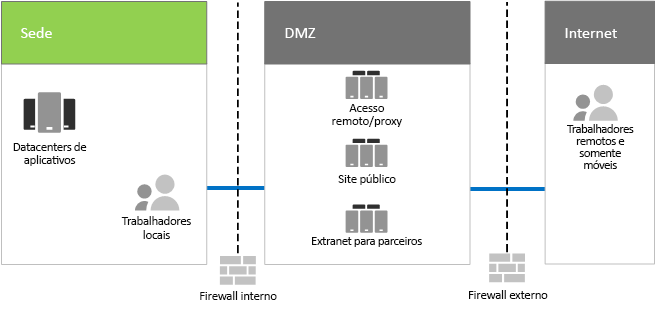 Sede
DMZ
Internet
Datacenters de
aplicativos
Trabalhadores
locais
Acesso
remoto/proxy
Site público
Extranet para parceiros
Trabalhadores
remotos e
somente
móveis
Firewall interno
Firewall externo